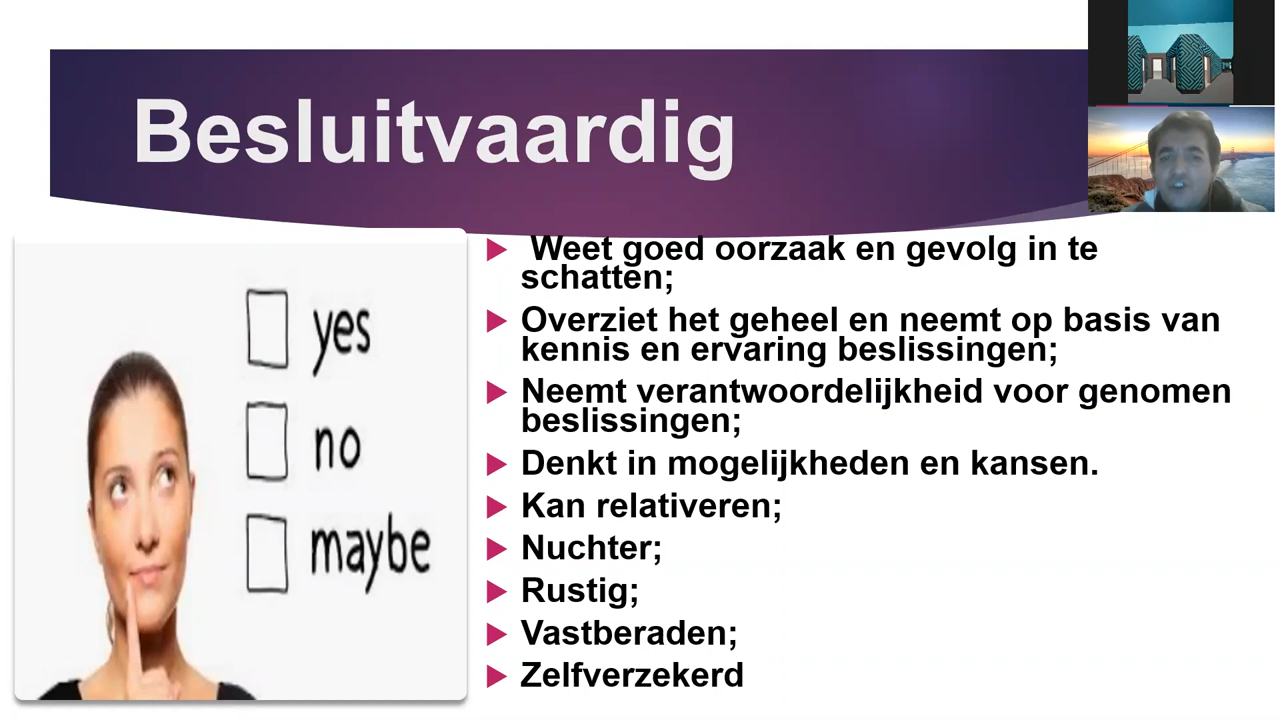 Besluitvaardig
yes
no
maybe
Weet goed oorzaak en gevolg in te
schatten;
Overziet het geheel en neemt op basis van
kennis en ervaring beslissingen;
Neemt verantwoordelijkheid voor genomen
beslissingen;
Denkt in mogelijkheden en kansen.
Kan relativeren;
Nuchter;
Rustig;
Vastberaden;
Zelfverzekerd